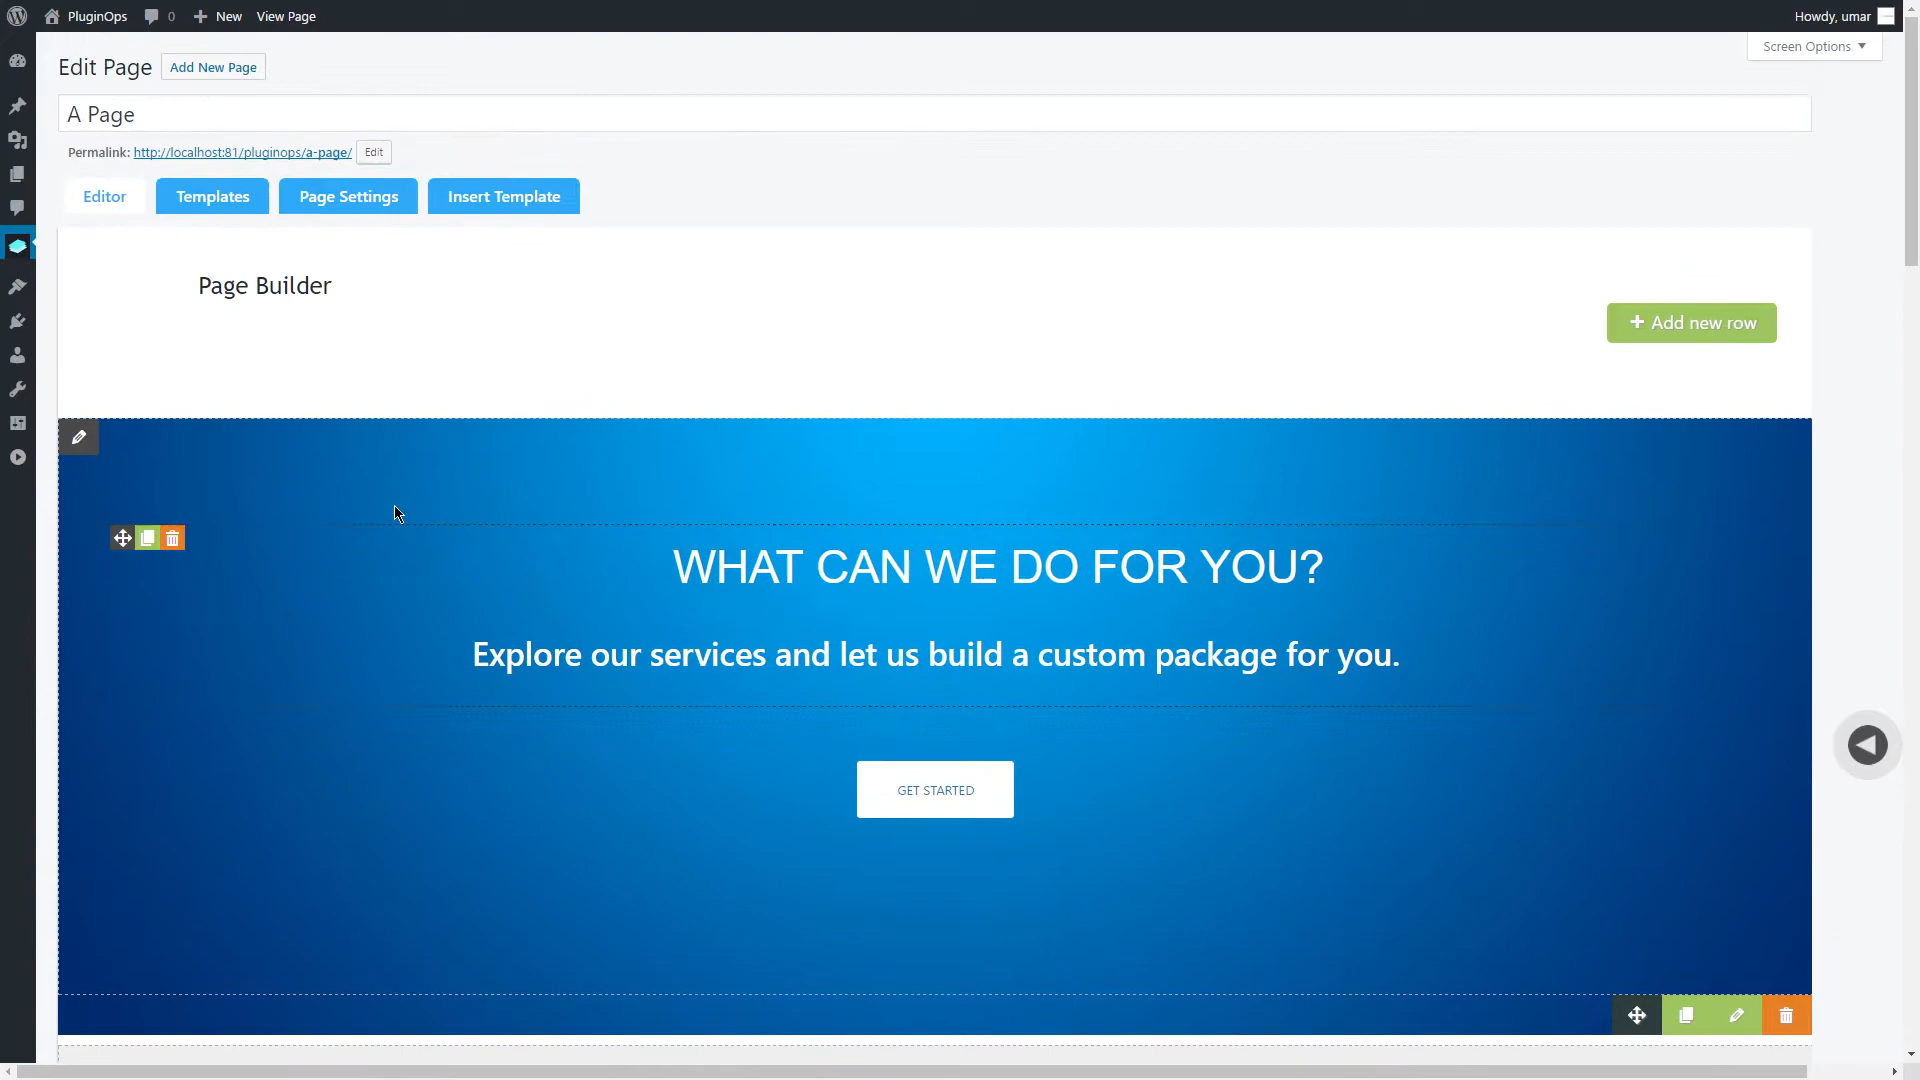 PluginOps 0 New View Page Howdy, umar
Screen Options
Edit Page Add New Page
A Page
Permalink: http://localhost:81/pluginops/a-page/ Edit
Editor Templates Page Settings Insert Template
Page Builder
Add new row
WHAT CAN WE DO FOR YOU?
Explore our services and let us build a custom package for you.
GET STARTED